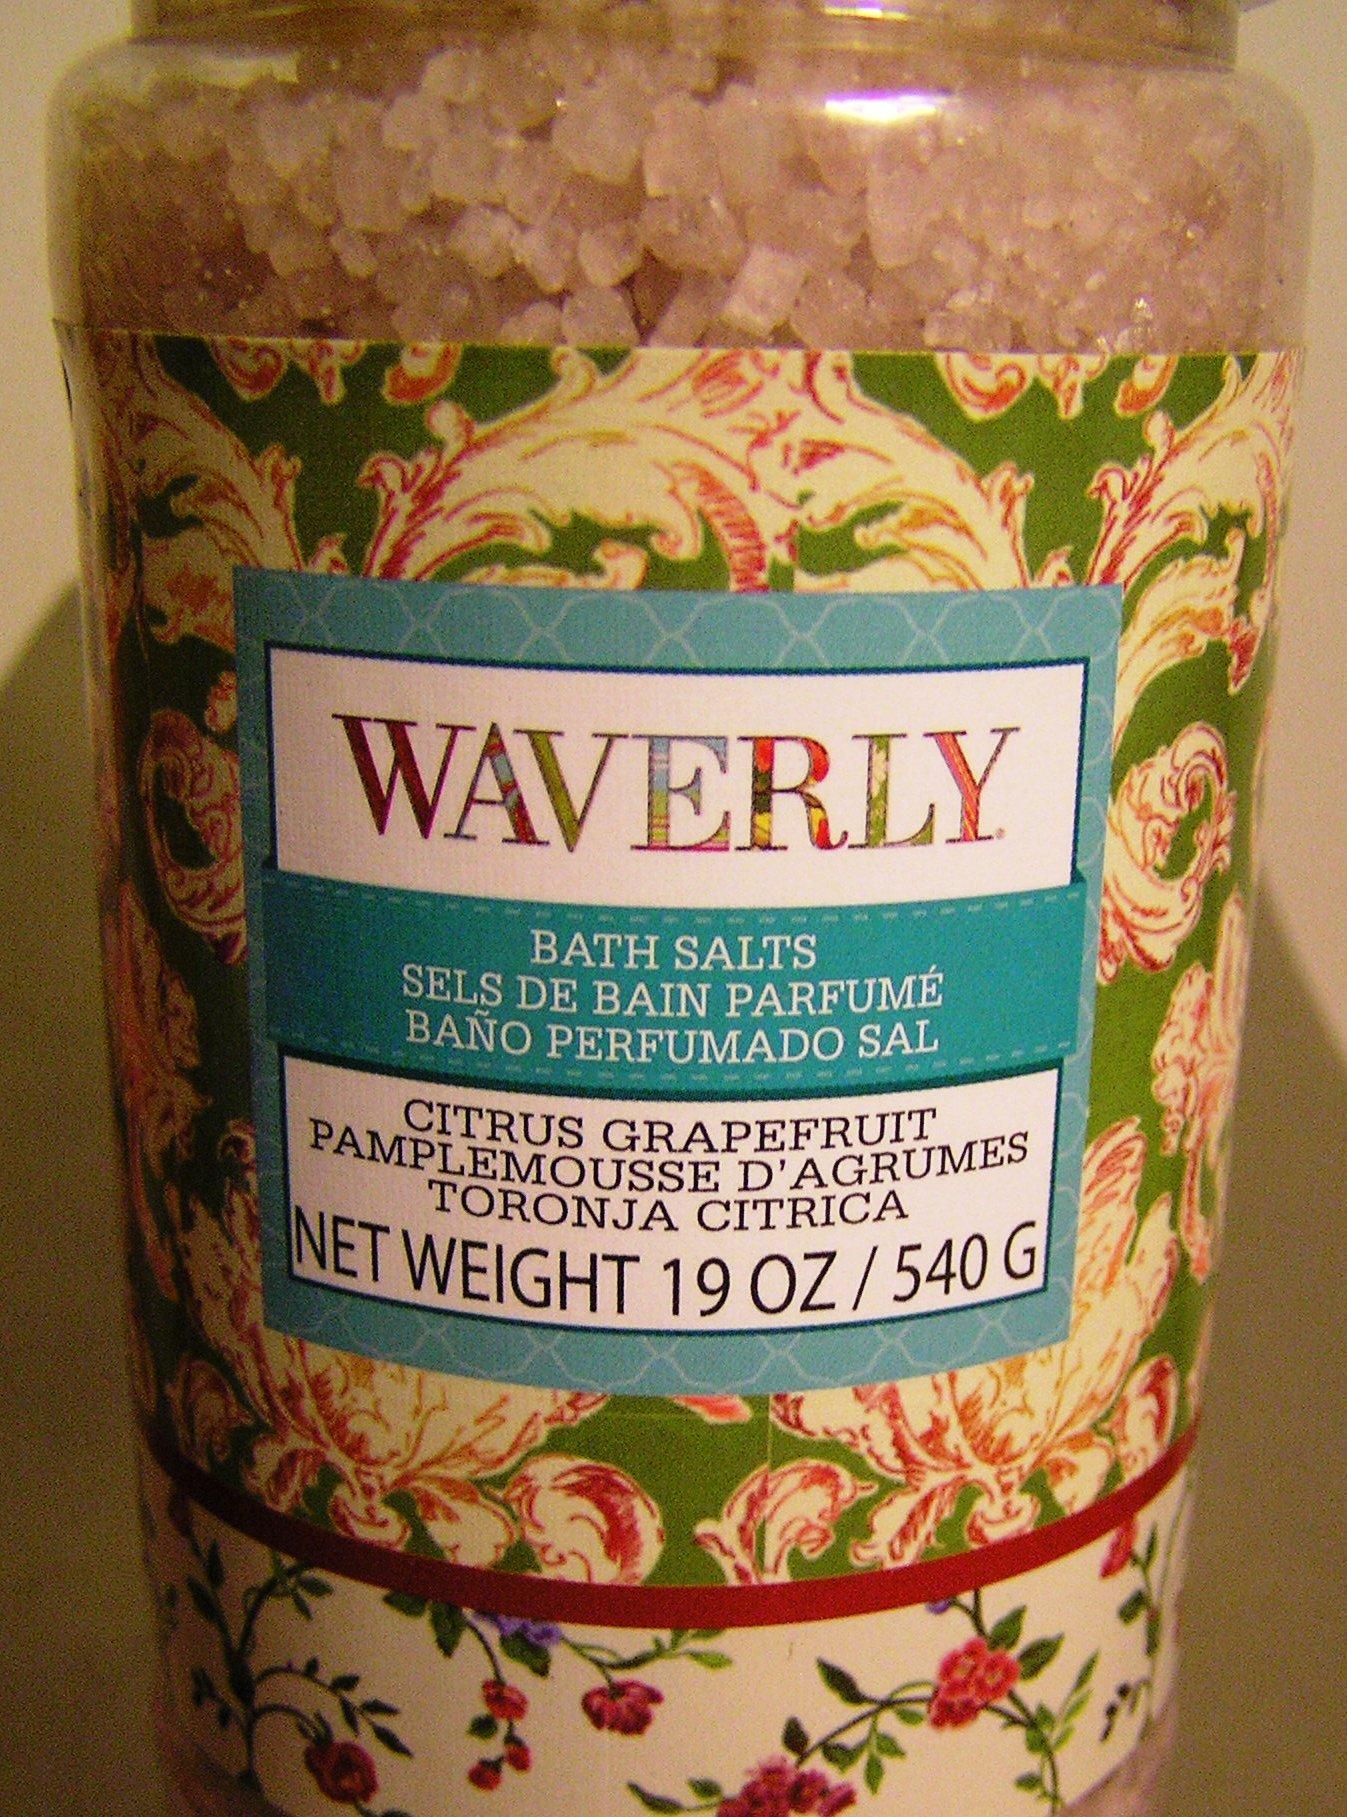 WAVERLY
BATH SALTS
SELS DE BAIN PARFUMÉ
BAÑO PERFUMADO SAL
CITRUS GRAPEFRUIT
PAMPLEMOUSSE D'AGRUMES
TORONJA CITRICA
NET WEIGHT 19 OZ / 540 G